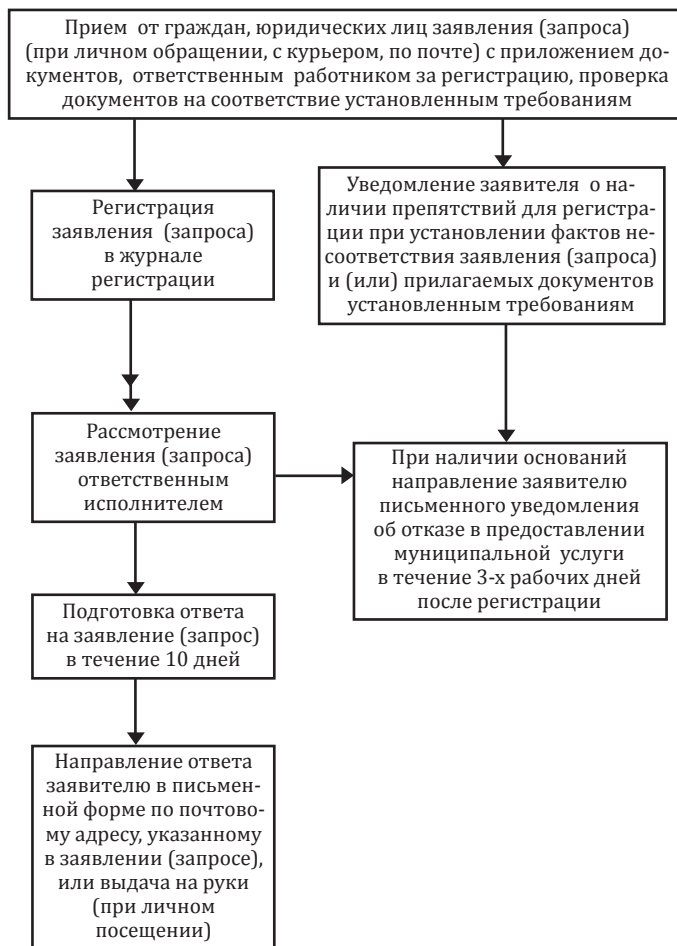 Прием от граждан, юридических лиц заявления (запроса)
(при личном обращении, с курьером, по почте) с приложением до-
кументов, ответственным работником за регистрацию, проверка
документов на соответствие установленным требованиям
Регистрация
заявления (запроса)
в журнале
регистрации
Уведомление заявителя о на-
личии препятствий для регистра-
ции при установлении фактов не-
соответствия заявления (запроса)
и (или) прилагаемых документов
установленным требованиям
Рассмотрение
заявления (запроса)
ответственным
исполнителем
При наличии оснований
направление заявителю
письменного уведомления
об отказе в предоставлении
муниципальной услуги
в течение 3-х рабочих дней
после регистрации
Подготовка ответа
на заявление (запрос)
в течение 10 дней
Направление ответа
заявителю в письмен-
ной форме по почтово-
му адресу, указанному
в заявлении (запросе),
или выдача на руки
(при личном
посещении)